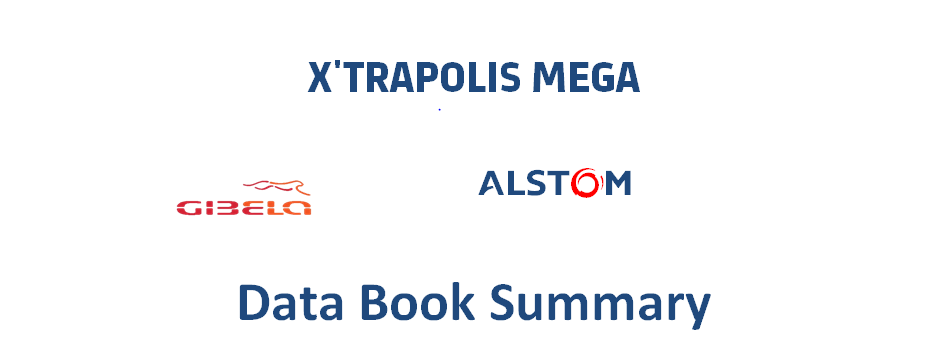 X'TRAPOLIS MEGA
GIBELA
ALSTOM
Data Book Summary